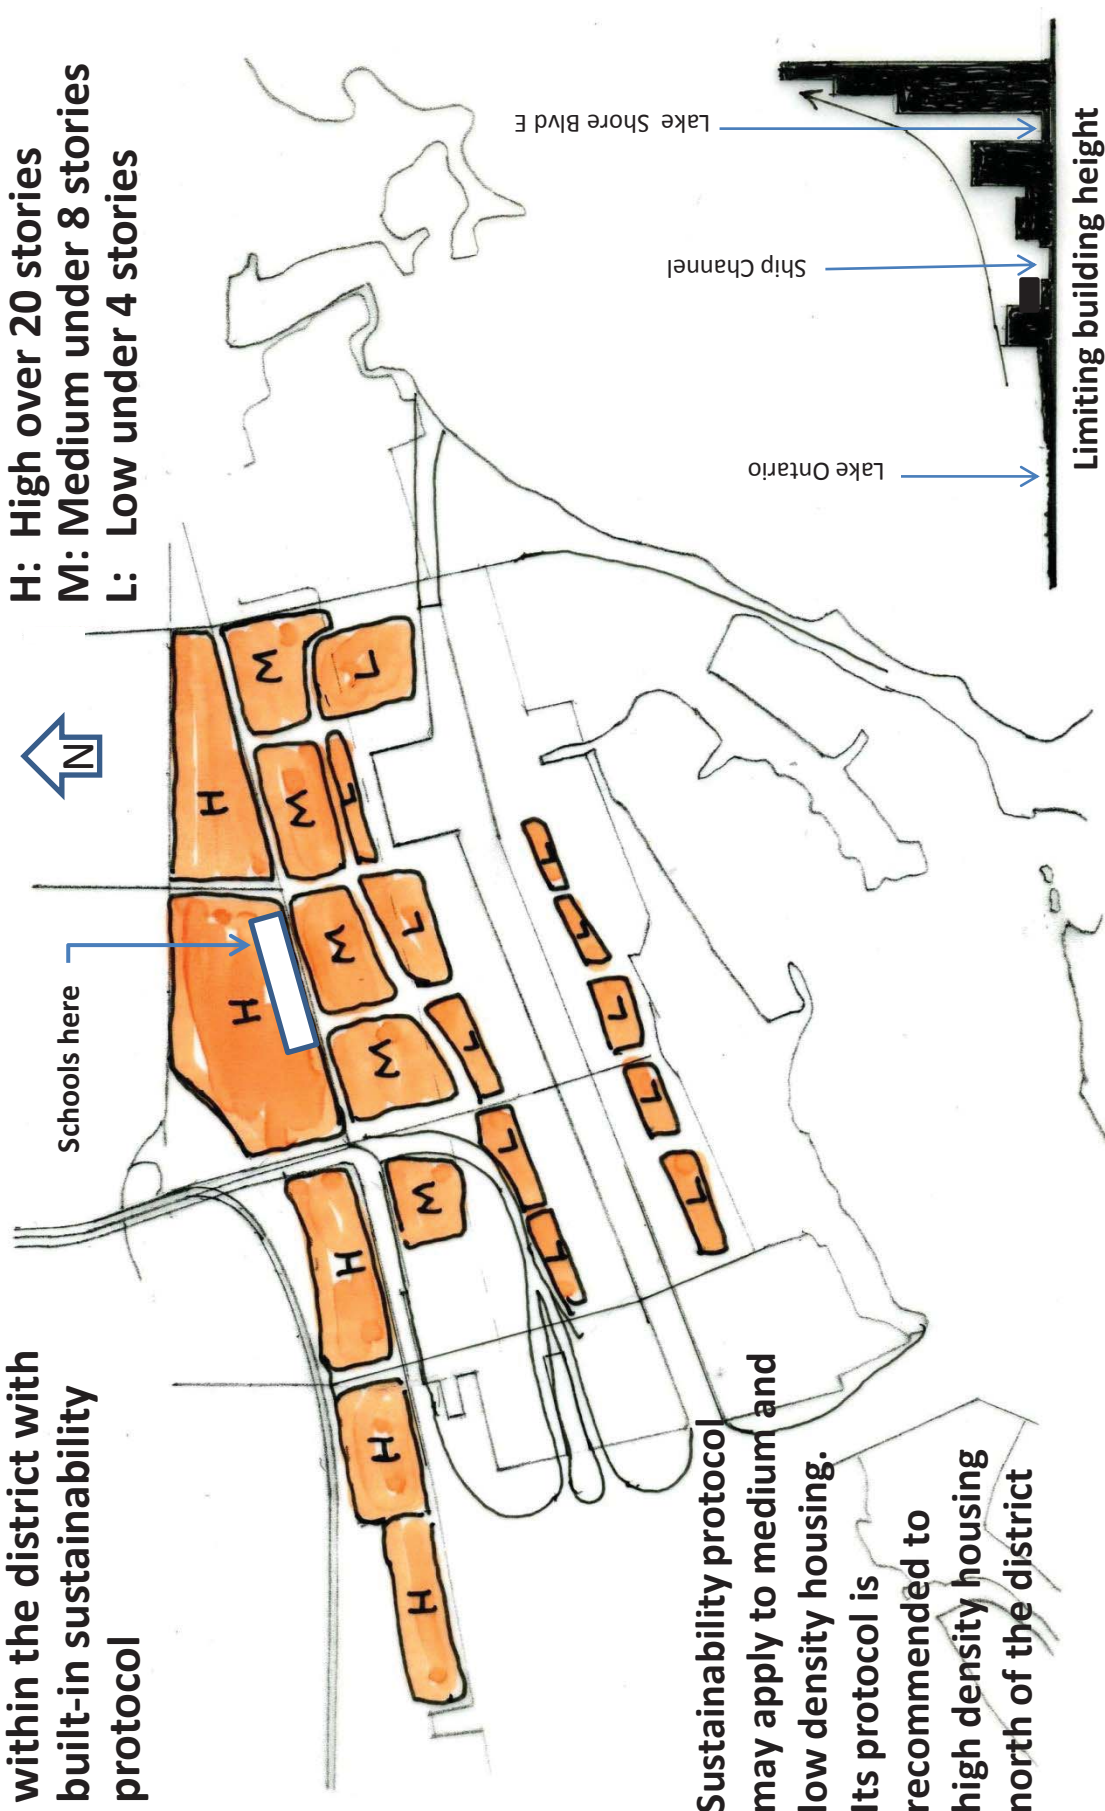 within the district with
built-in sustainability
protocol
Schools here
N
H: High over 20 stories
M: Medium under 8 stories
L: Low under 4 stories
H
H
M
M
M
L
H
L
H
M
M
L
H
L
L
L
L
L
L
L
L
Sustainability protocol
may apply to medium and
low density housing.
Its protocol is
recommended to
high density housing
north of the district
Lake Shore Blvd E
Ship Channel
Lake Ontario
Limiting building height